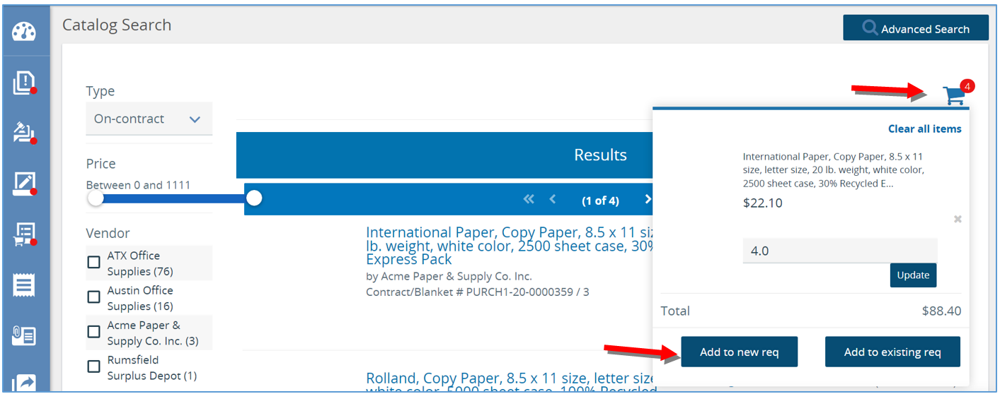 Catalog Search
Advanced Search
4
Type
On-contract
Price
Between 0 and 1111
Vendor
ATX Office
Supplies (76)
Austin Office
Supplies (16)
Acme Paper &
Supply Co. Inc. (3)
Rumsfield
Surplus Depot (1)
Results
(1 of 4)
International Paper, Copy Paper, 8.5 x 11
lb. weight, white color, 2500 sheet case, 30%
Express Pack
by Acme Paper & Supply Co. Inc.
Contract/Blanket # PURCH1-20-0000359 / 3
Rolland, Copy Paper, 8.5 x 11 size, letter size
white color, 5000 sheet case, 100% Recycled
Clear all items
International Paper, Copy Paper, 8.5 x 11
size, letter size, 20 lb. weight, white color,
2500 sheet case, 30% Recycled E...
$22.10
4.0
Update
Total
$88.40
Add to new req
Add to existing req